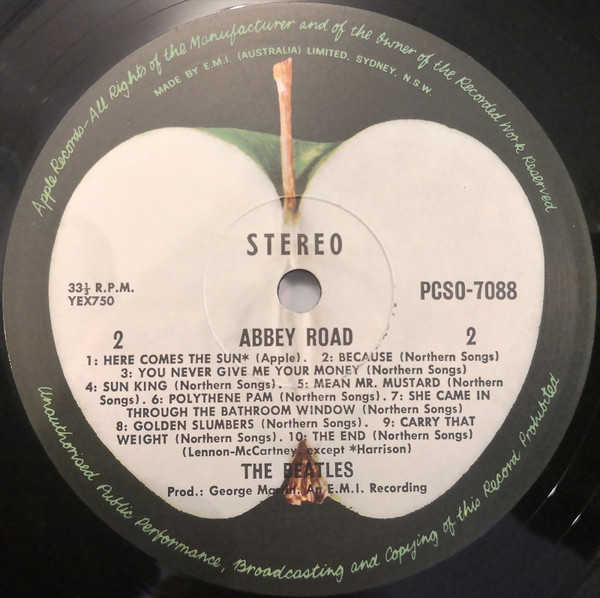 Apple Records-All Rights of the Manufacturer and of the Owner of the Recorded Work Reserved
MADE BY E.M.I. (AUSTRALIA) LIMITED, SYDNEY, N.S.W.
STEREO
33⅓ R.P.M.
YEX750
PCSO-7088
2 ABBEY ROAD 2
1: HERE COMES THE SUN* (Apple). 2: BECAUSE (Northern Songs)
3: YOU NEVER GIVE ME YOUR MONEY (Northern Songs)
4: SUN KING (Northern Songs). 5: MEAN MR. MUSTARD (Northern
Songs). 6: POLYTHENE PAM (Northern Songs). 7: SHE CAME IN
THROUGH THE BATHROOM WINDOW (Northern Songs)
8: GOLDEN SLUMBERS (Northern Songs). 9: CARRY THAT
WEIGHT (Northern Songs). 10: THE END (Northern Songs)
(Lennon-McCartney, except *Harrison)
THE BEATLES
Prod.: George Martin. An E.M.I. Recording
Unauthorised Public Performance, Broadcasting and Copying of this Record Prohibited